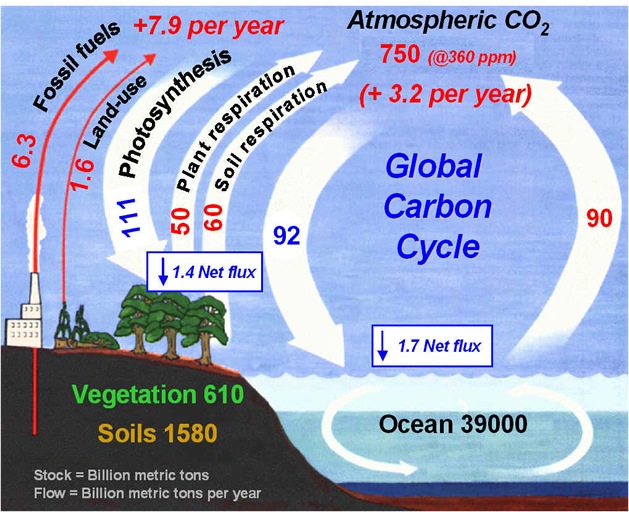 Atmospheric CO2
750 (@360 ppm)
(+ 3.2 per year)
+7.9 per year
Fossil fuels
6.3
Land-use
1.6
Photosynthesis
111
Plant respiration
50
Soil respiration
60
92
Global
Carbon
Cycle
90
↓ 1.4 Net flux
↓ 1.7 Net flux
Vegetation 610
Soils 1580
Ocean 39000
Stock = Billion metric tons
Flow = Billion metric tons per year